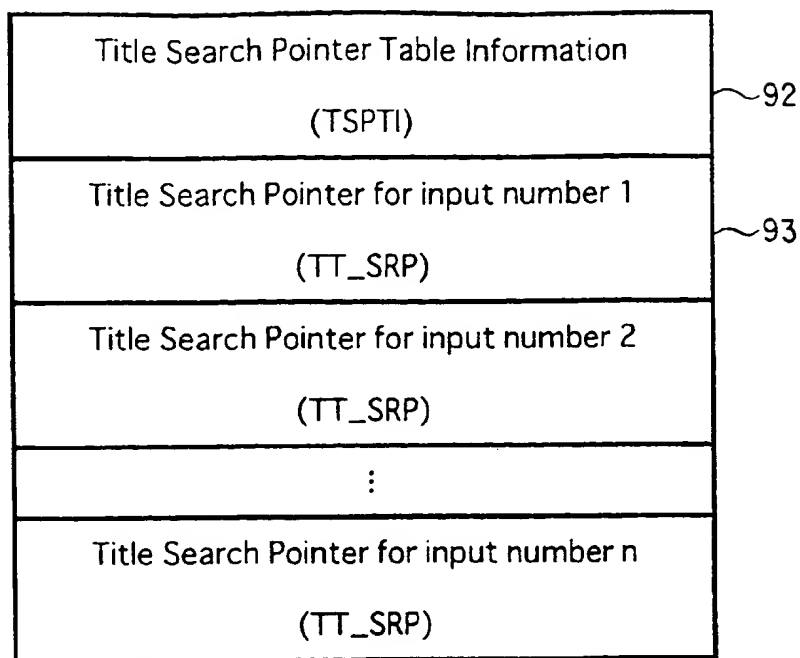 Title Search Pointer Table Information
(TSPTI)
92
Title Search Pointer for input number 1
(TT_SRP)
93
Title Search Pointer for input number 2
(TT_SRP)
⋮
Title Search Pointer for input number n
(TT_SRP)